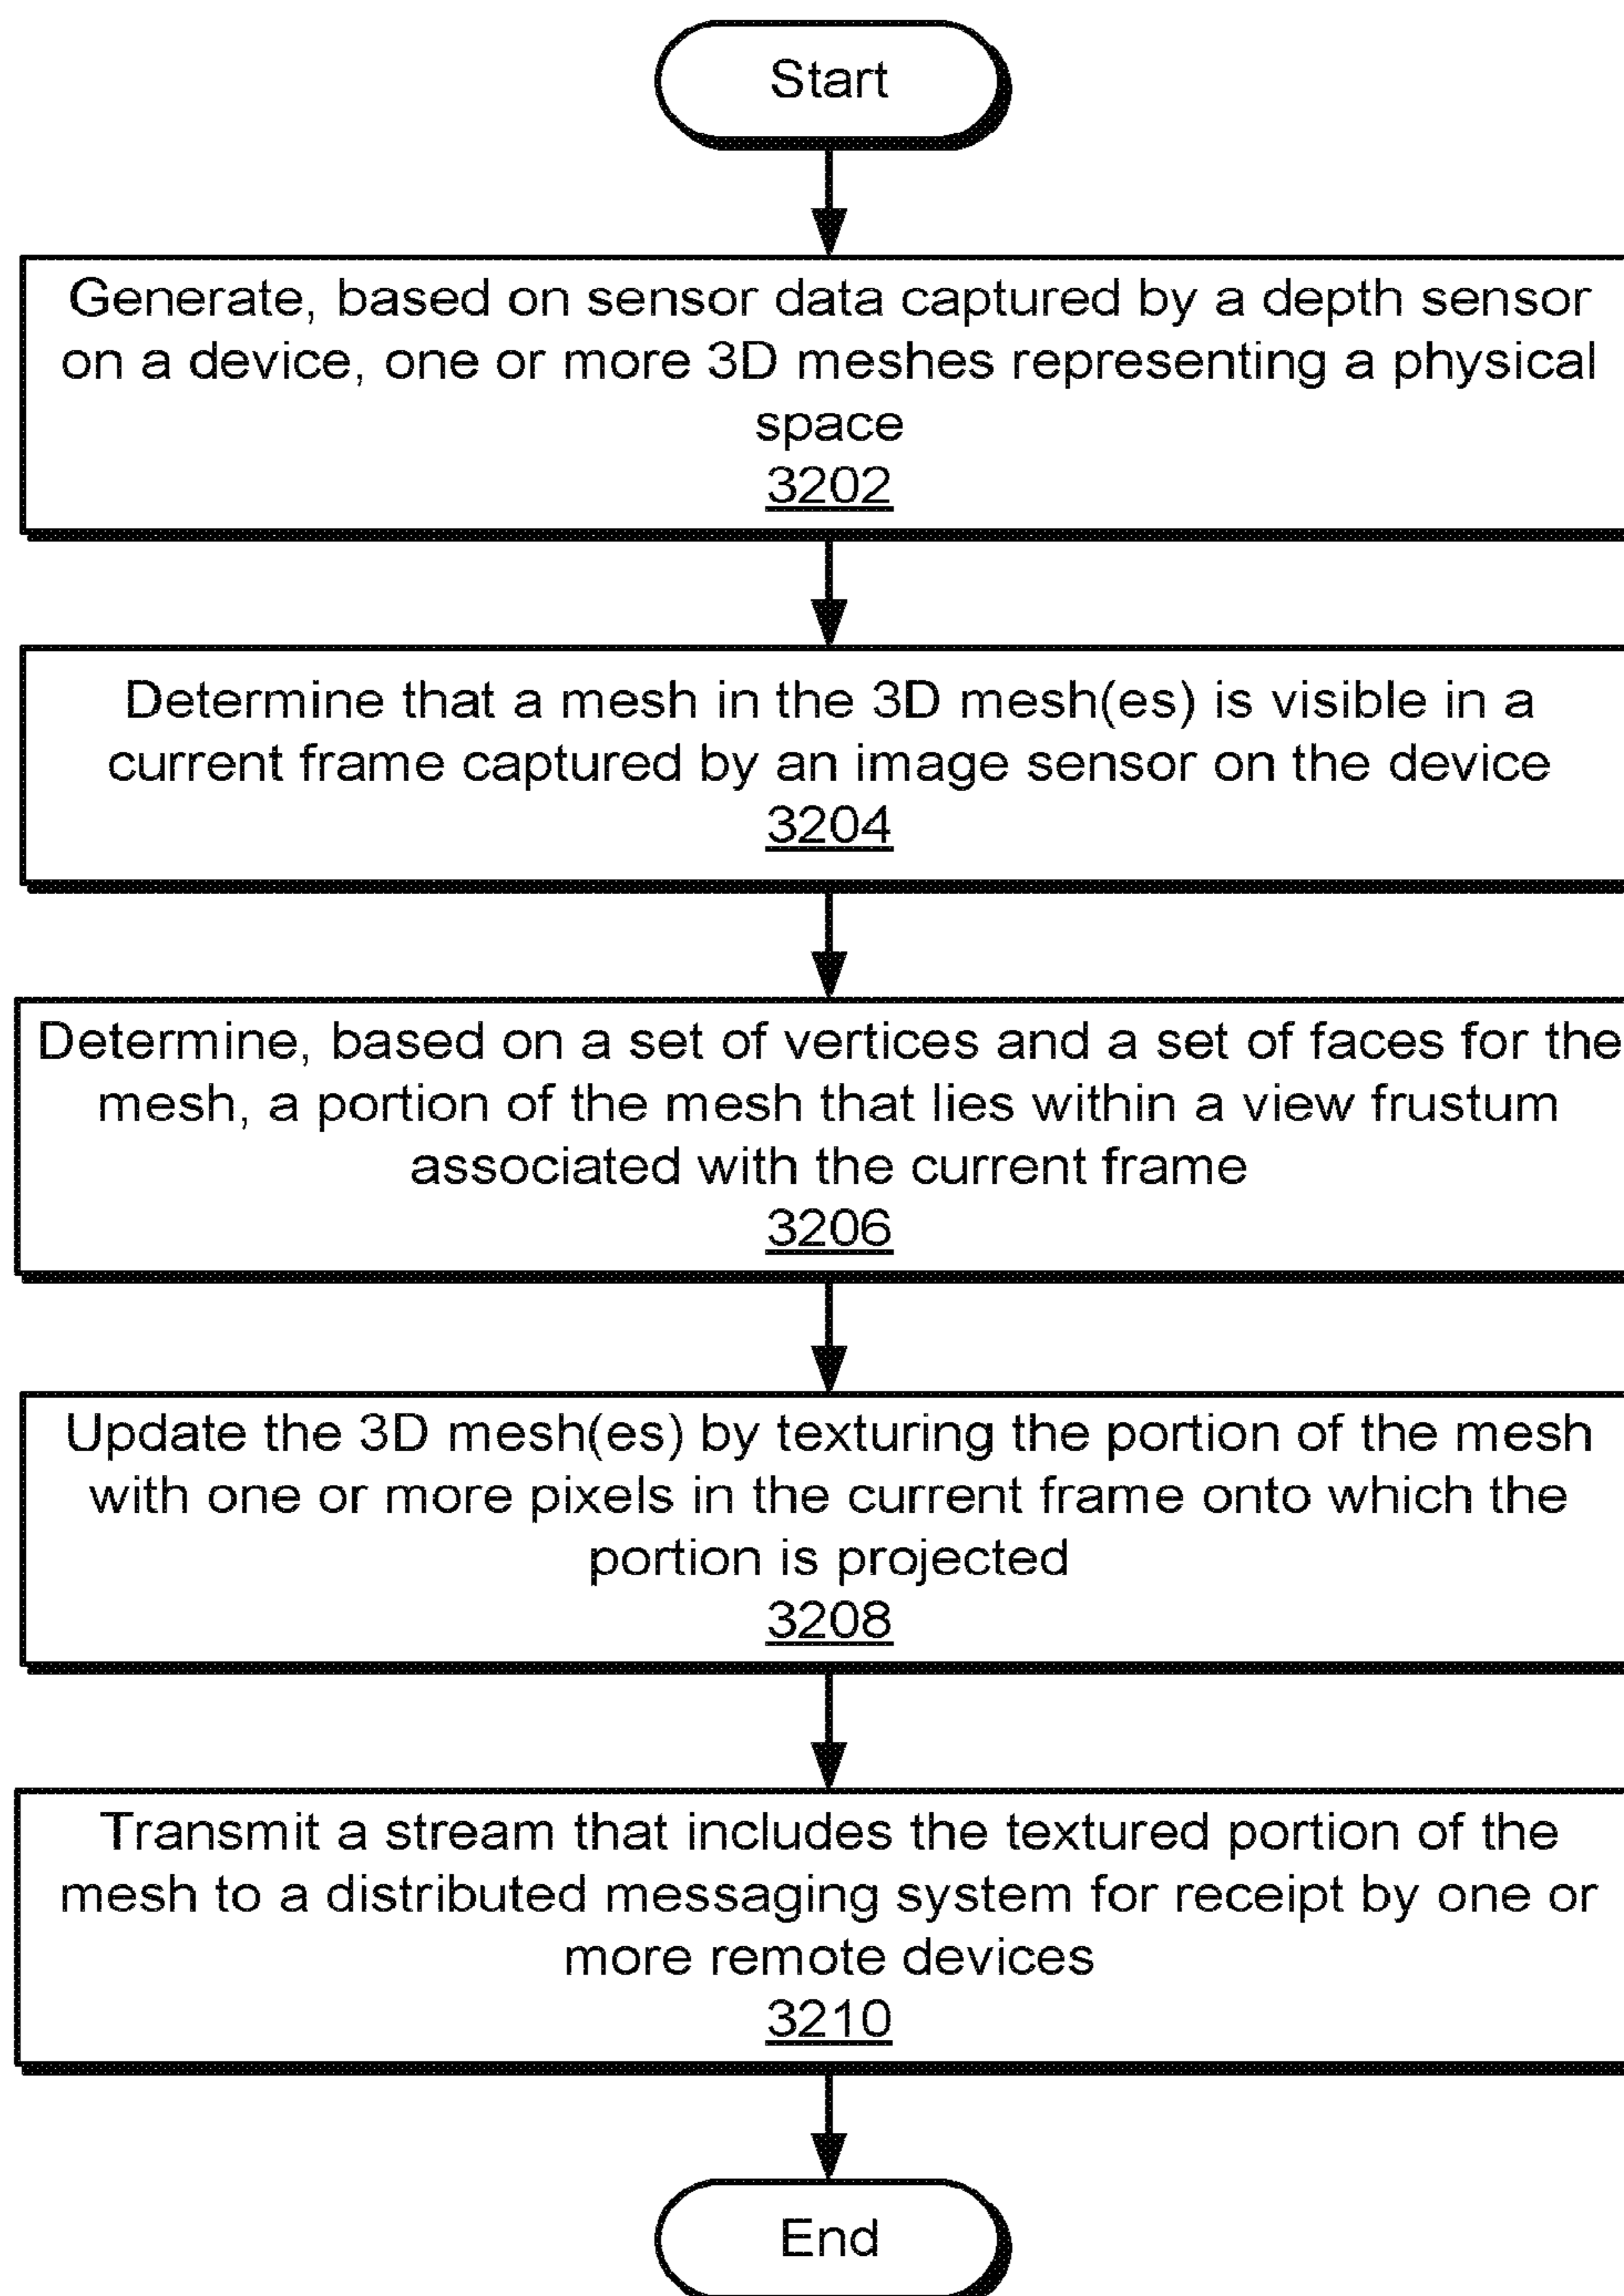 Start
Generate, based on sensor data captured by a depth sensor
on a device, one or more 3D meshes representing a physical
space
3202
Determine that a mesh in the 3D mesh(es) is visible in a
current frame captured by an image sensor on the device
3204
Determine, based on a set of vertices and a set of faces for the
mesh, a portion of the mesh that lies within a view frustum
associated with the current frame
3206
Update the 3D mesh(es) by texturing the portion of the mesh
with one or more pixels in the current frame onto which the
portion is projected
3208
Transmit a stream that includes the textured portion of the
mesh to a distributed messaging system for receipt by one or
more remote devices
3210
End